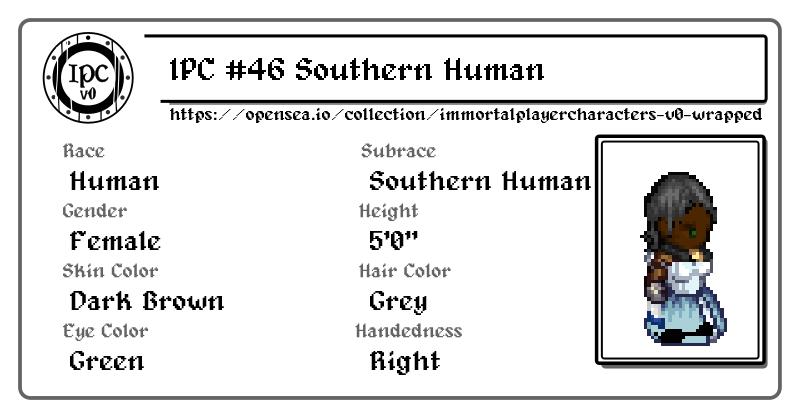 IPC
v0
IPC #46 Southern Human
https://opensea.io/collection/immortalplayercharacters-v0-wrapped
Race
Subrace
Human
Southern Human
Gender
Height
Female
5'0"
Skin Color
Hair Color
Dark Brown
Grey
Eye Color
Handedness
Green
Right